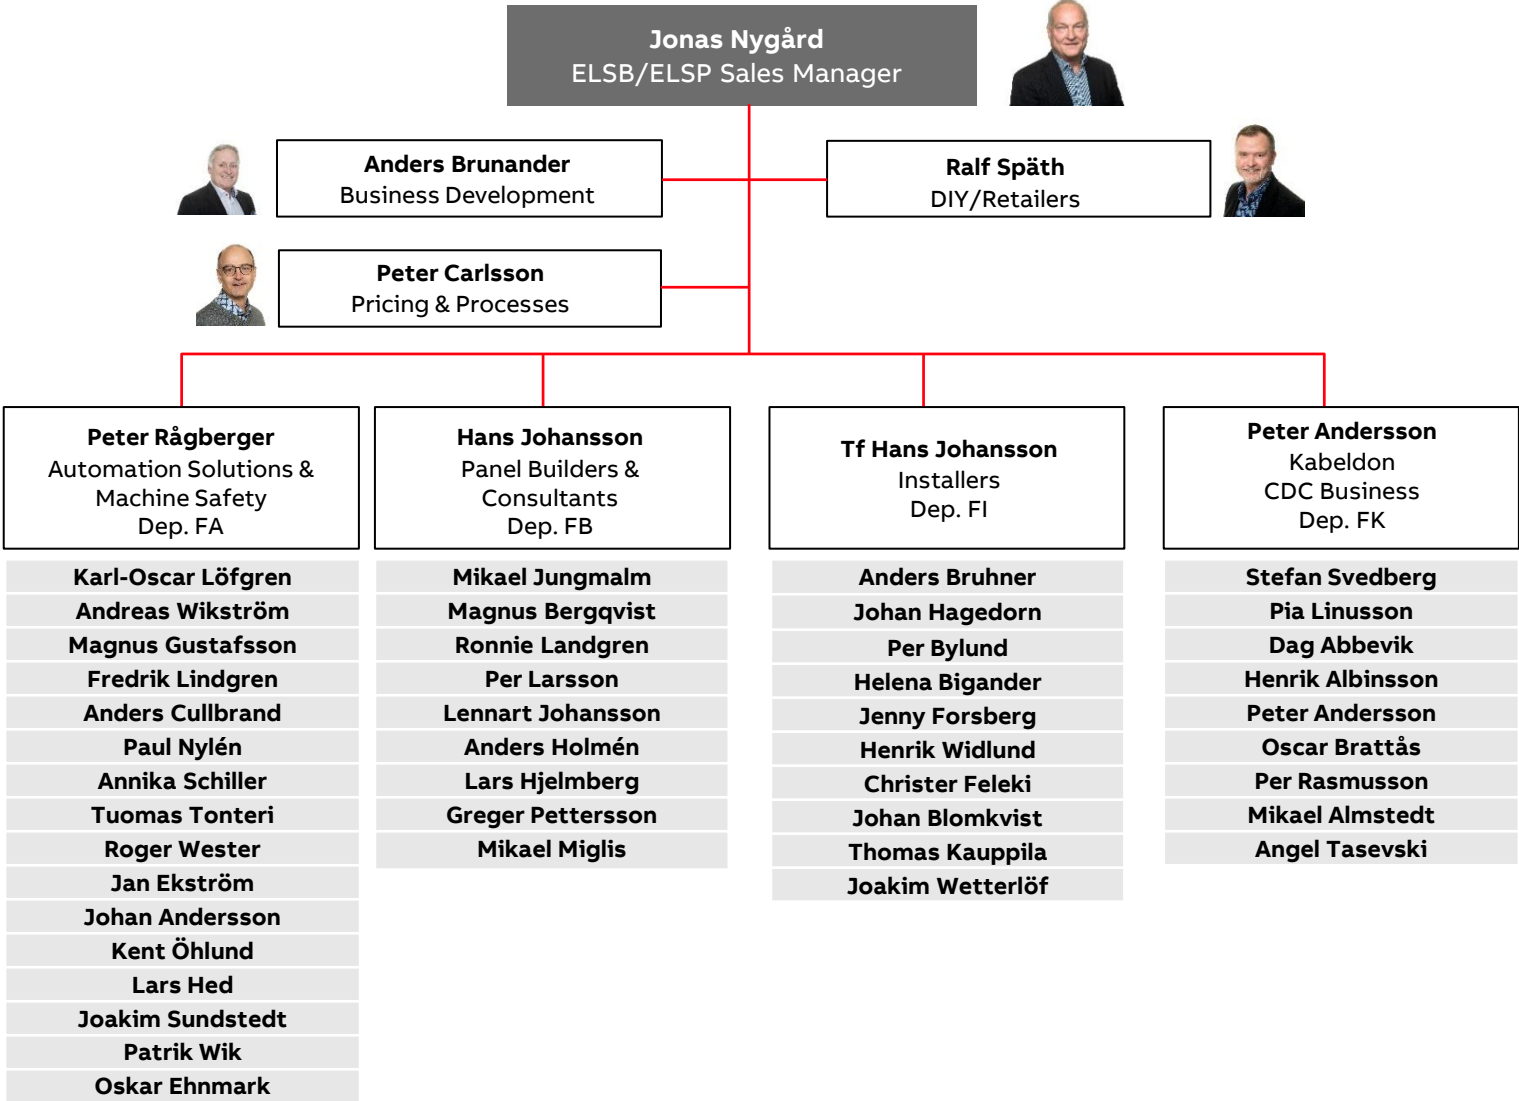 Jonas Nygård
ELSB/ELSP Sales Manager
Anders Brunander
Business Development
Ralf Späth
DIY/Retailers
Peter Carlsson
Pricing & Processes
Peter Rågberger
Automation Solutions &
Machine Safety
Dep. FA
Karl-Oscar Löfgren
Andreas Wikström
Magnus Gustafsson
Fredrik Lindgren
Anders Cullbrand
Paul Nylén
Annika Schiller
Tuomas Tonteri
Roger Wester
Jan Ekström
Johan Andersson
Kent Öhlund
Lars Hed
Joakim Sundstedt
Patrik Wik
Oskar Ehnmark
Hans Johansson
Panel Builders &
Consultants
Dep. FB
Mikael Jungmalm
Magnus Bergqvist
Ronnie Landgren
Per Larsson
Lennart Johansson
Anders Holmén
Lars Hjelmberg
Greger Pettersson
Mikael Miglis
Tf Hans Johansson
Installers
Dep. FI
Anders Bruhner
Johan Hagedorn
Per Bylund
Helena Bigander
Jenny Forsberg
Henrik Widlund
Christer Feleki
Johan Blomkvist
Thomas Kauppila
Joakim Wetterlöf
Peter Andersson
Kabeldon
CDC Business
Dep. FK
Stefan Svedberg
Pia Linusson
Dag Abbevik
Henrik Albinsson
Peter Andersson
Oscar Brattås
Per Rasmusson
Mikael Almstedt
Angel Tasevski